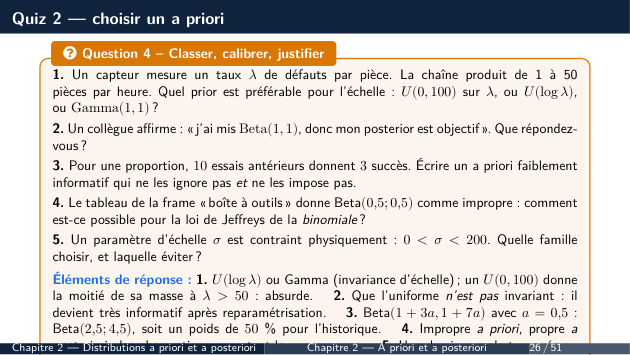 Quiz 2 — choisir un a priori
Question 4 – Classer, calibrer, justifier
1. Un capteur mesure un taux λ de défauts par pièce. La chaîne produit de 1 à 50
pièces par heure. Quel prior est préférable pour l'échelle : U(0, 100) sur λ, ou U(log λ),
ou Gamma(1, 1) ?
2. Un collègue affirme : « j'ai mis Beta(1, 1), donc mon posterior est objectif ». Que répondez-
vous ?
3. Pour une proportion, 10 essais antérieurs donnent 3 succès. Écrire un a priori faiblement
informatif qui ne les ignore pas et ne les impose pas.
4. Le tableau de la frame « boîte à outils » donne Beta(0,5; 0,5) comme impropre : comment
est-ce possible pour la loi de Jeffreys de la binomiale ?
5. Un paramètre d'échelle σ est contraint physiquement : 0 < σ < 200. Quelle famille
choisir, et laquelle éviter ?
Éléments de réponse : 1. U(log λ) ou Gamma (invariance d'échelle) ; un U(0, 100) donne
la moitié de sa masse à λ > 50 : absurde. 2. Que l'uniforme n'est pas invariant : il
devient très informatif après reparamétrisation. 3. Beta(1 + 3a, 1 + 7a) avec a = 0,5 :
Beta(2,5; 4,5), soit un poids de 50 % pour l'historique. 4. Impropre a priori, propre a
Chapitre 2 — Distributions a priori et a posteriori Chapitre 2 — A priori et a posteriori 26 / 51